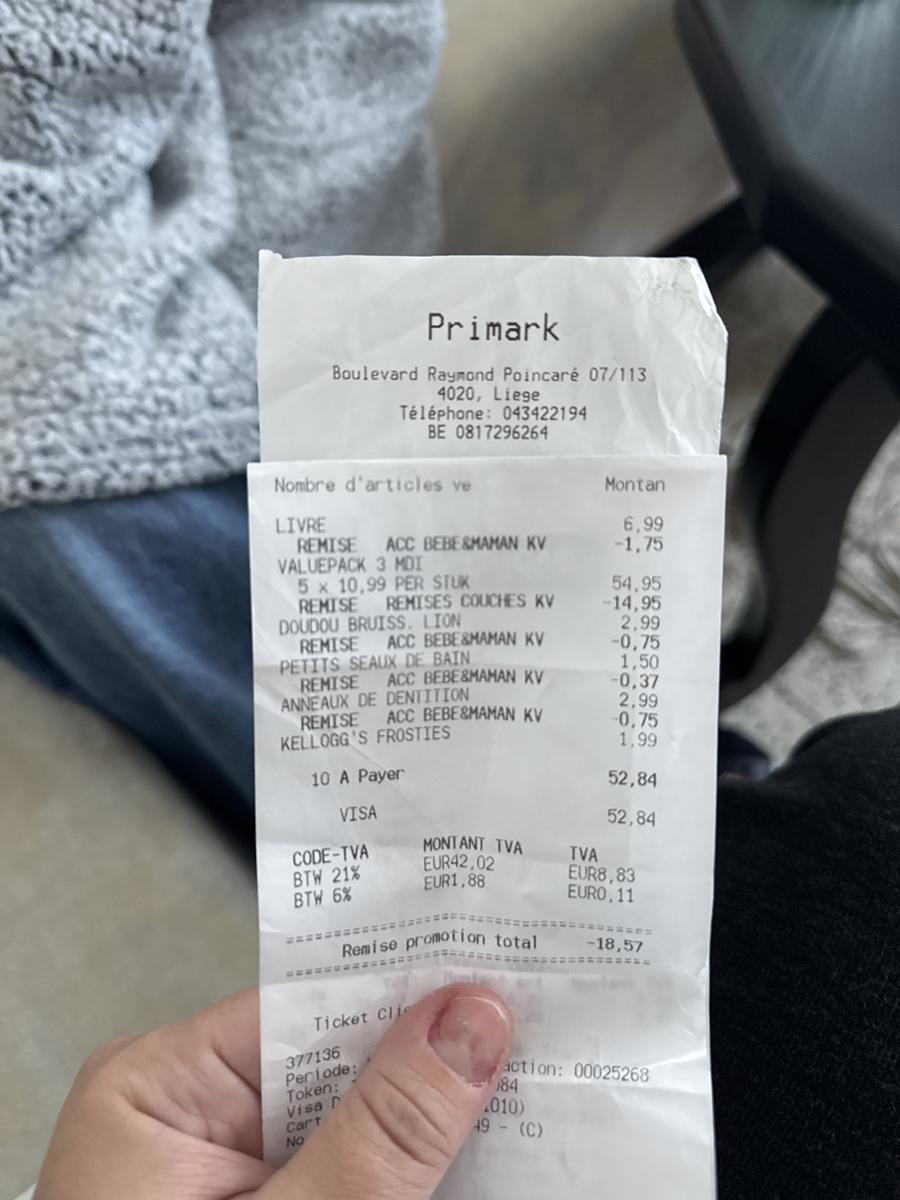 Primark
Boulevard Raymond Poincaré 07/113
4020, Liege
Téléphone: 043422194
BE 0817296264
Nombre d'articles ve Montan
LIVRE 6,99
REMISE ACC BEBE&MAMAN KV -1,75
VALUEPACK 3 MDI
5 x 10,99 PER STUK 54,95
REMISE REMISES COUCHES KV -14,95
DOUDOU BRUISS. LION 2,99
REMISE ACC BEBE&MAMAN KV -0,75
PETITS SEAUX DE BAIN 1,50
REMISE ACC BEBE&MAMAN KV -0,37
ANNEAUX DE DENTITION 2,99
REMISE ACC BEBE&MAMAN KV -0,75
KELLOGG'S FROSTIES 1,99
10 A Payer 52,84
VISA 52,84
CODE-TVA MONTANT TVA TVA
BTW 21% EUR42,02 EUR8,83
BTW 6% EUR1,88 EUR0,11
Remise promotion total -18,57
Ticket Cli
377136
Periode: action: 00025268
Token: 084
Visa D 010)
Cart 49 - (C)
No